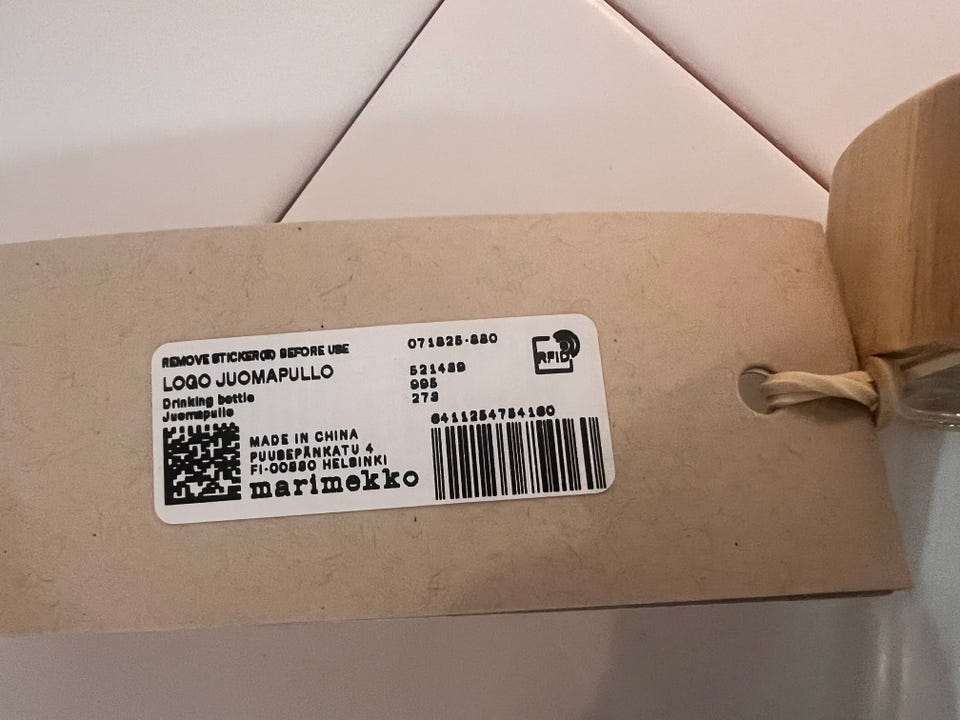 REMOVE STICKER(S) BEFORE USE
LOGO JUOMAPULLO
Drinking bottle
Juomapullo
MADE IN CHINA
PUUSEPÄNKATU 4
FI-00880 HELSINKI
marimekko
071825-880
521489
995
273
6411254754160
RFID